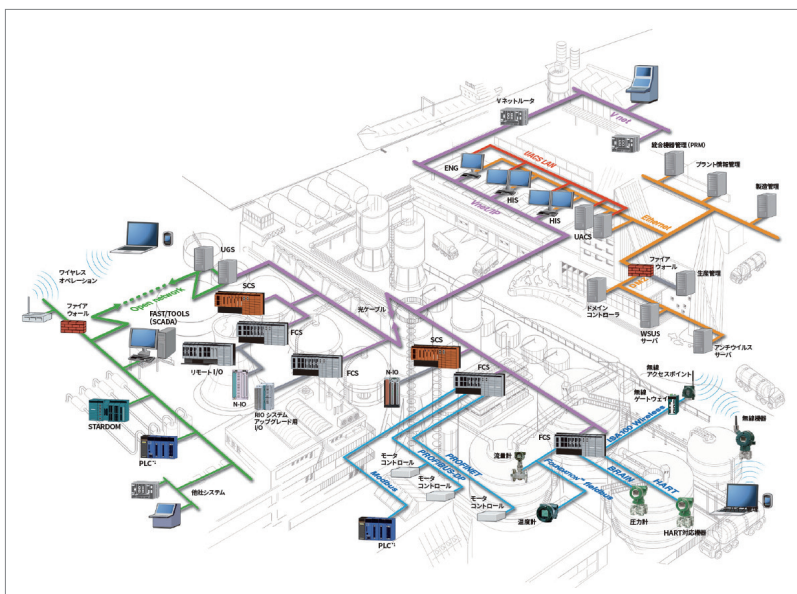 Vネットルータ
V net
統合機器管理(PRM)
プラント情報管理
製造管理
UACS LAN
ENG
HIS
HIS
UACS
Vnet/IP
Ethernet
ファイア
ウォール
生産管理
DMZ
ドメイン
コントローラ
WSUS
サーバ
アンチウイルス
サーバ
UGS
ワイヤレス
オペレーション
ファイア
ウォール
Open network
FAST/TOOLS
(SCADA)
SCS
FCS
光ケーブル
リモートI/O
FCS
N-IO
RIO システム
アップグレード用
I/O
SCS
FCS
N-IO
STARDOM
PLC*1
他社システム
無線
アクセスポイント
無線
ゲートウェイ
ISA100 Wireless
無線機器
FCS
流量計
FOUNDATION™ fieldbus
BRAIN
HART
温度計
圧力計
HART対応機器
Modbus
PROFIBUS-DP
PROFINET
モータ
コントロール
モータ
コントロール
モータ
コントロール
PLC*1